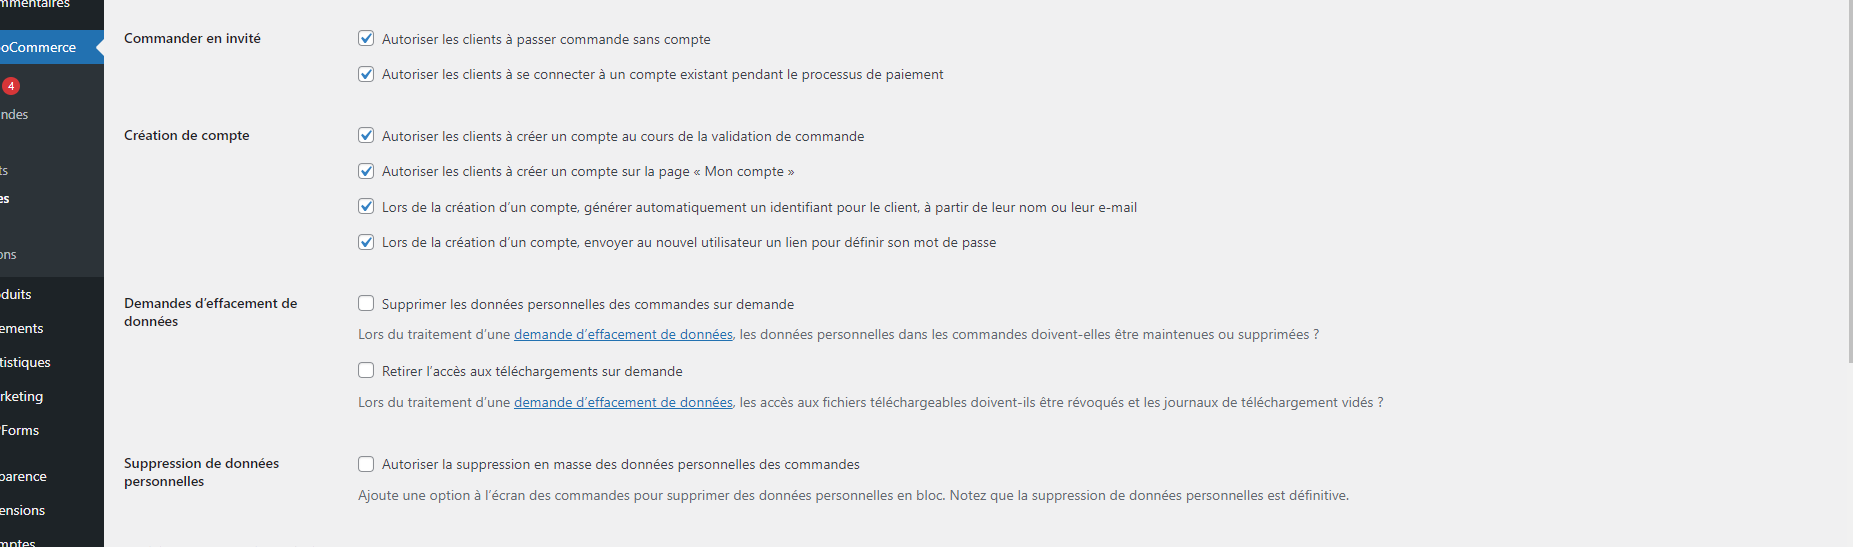 mmentaires
oCommerce
4
ndes
ts
es
ons
duits
ements
tistiques
rketing
Forms
parence
ensions
mptes
Commander en invité
Autoriser les clients à passer commande sans compte
Autoriser les clients à se connecter à un compte existant pendant le processus de paiement
Création de compte
Autoriser les clients à créer un compte au cours de la validation de commande
Autoriser les clients à créer un compte sur la page « Mon compte »
Lors de la création d’un compte, générer automatiquement un identifiant pour le client, à partir de leur nom ou leur e-mail
Lors de la création d’un compte, envoyer au nouvel utilisateur un lien pour définir son mot de passe
Demandes d’effacement de
données
Supprimer les données personnelles des commandes sur demande
Lors du traitement d’une demande d’effacement de données, les données personnelles dans les commandes doivent-elles être maintenues ou supprimées ?
Retirer l’accès aux téléchargements sur demande
Lors du traitement d’une demande d’effacement de données, les accès aux fichiers téléchargeables doivent-ils être révoqués et les journaux de téléchargement vidés ?
Suppression de données
personnelles
Autoriser la suppression en masse des données personnelles des commandes
Ajoute une option à l’écran des commandes pour supprimer des données personnelles en bloc. Notez que la suppression de données personnelles est définitive.